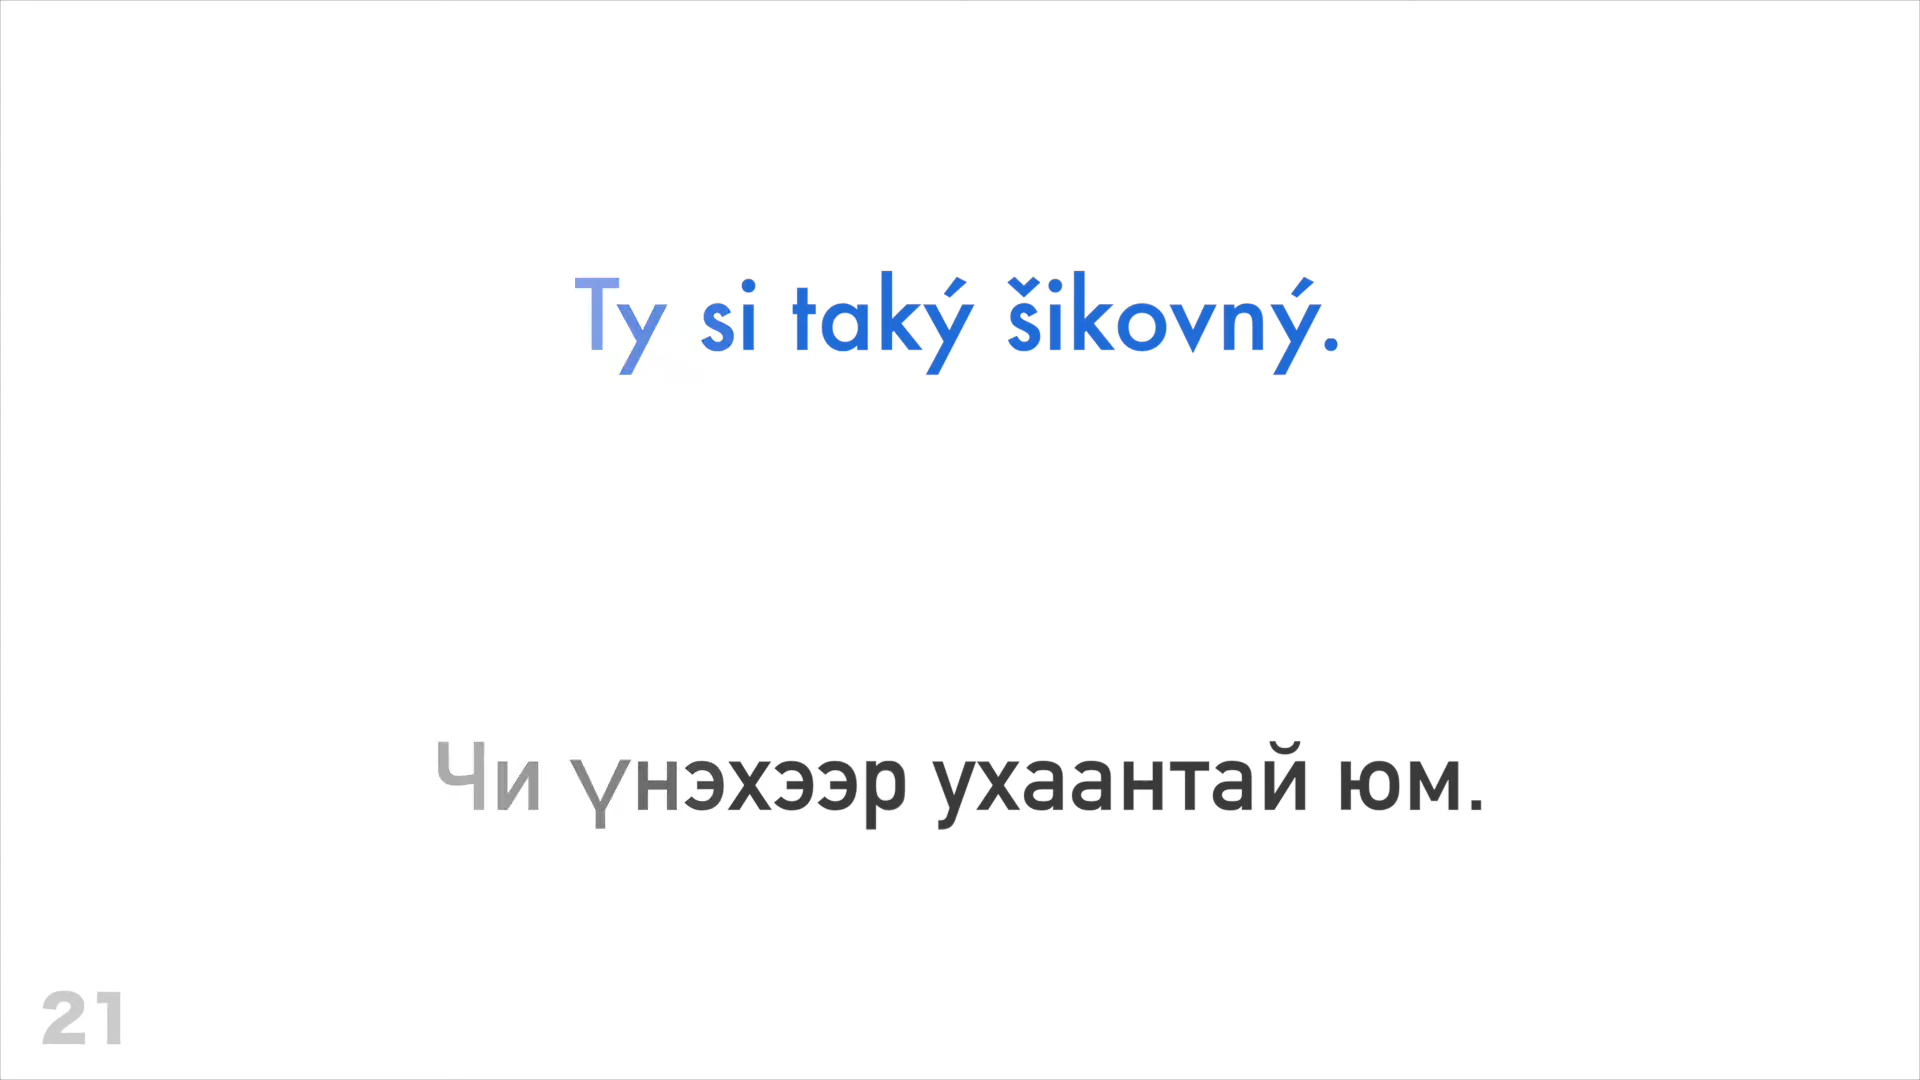 Ty si taký šikovný.
Чи үнэхээр ухаантай юм.
21